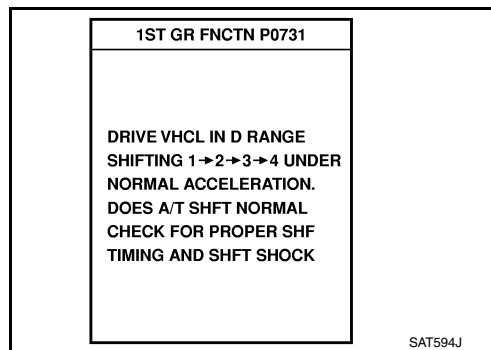 1ST GR FNCTN P0731
DRIVE VHCL IN D RANGE
SHIFTING 1→2→3→4 UNDER
NORMAL ACCELERATION.
DOES A/T SHFT NORMAL
CHECK FOR PROPER SHF
TIMING AND SHFT SHOCK
SAT594J